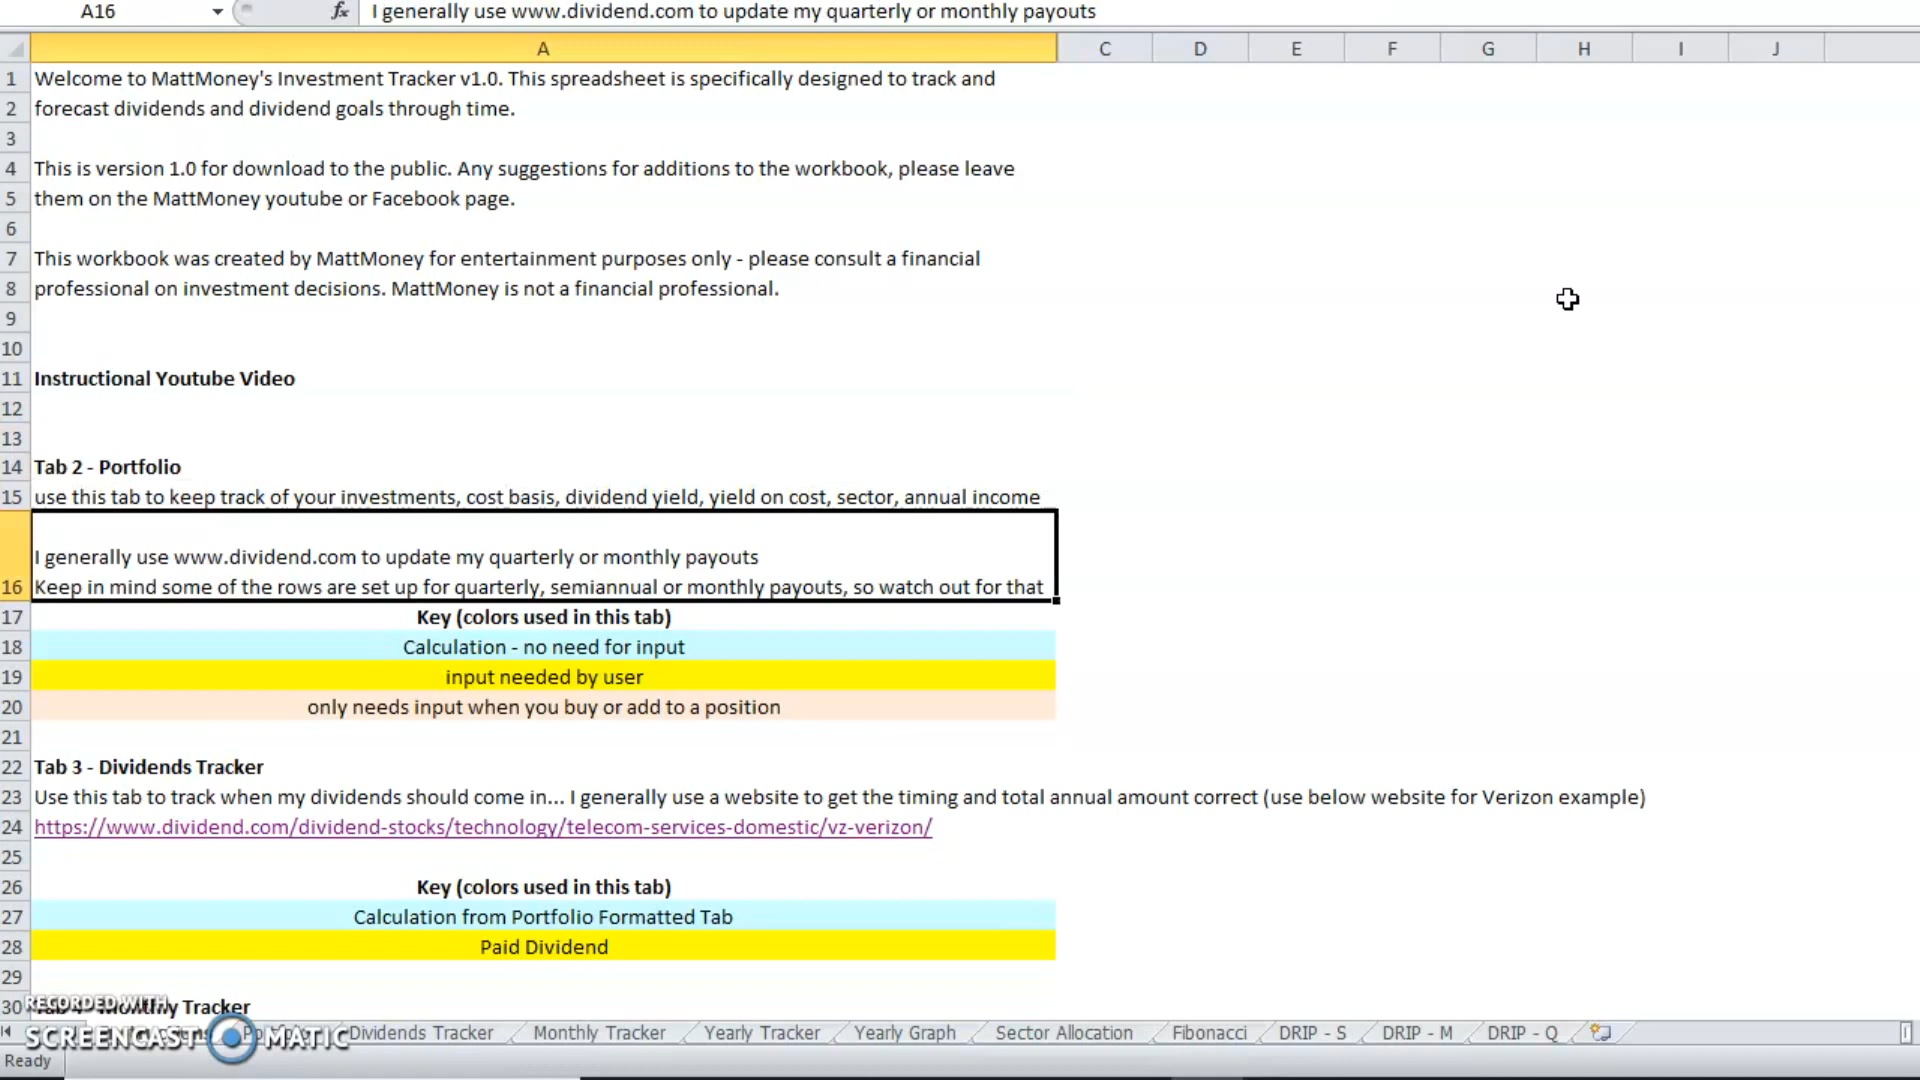 A16
fx
I generally use www.dividend.com to update my quarterly or monthly payouts
A C D E F G H I J
1 Welcome to MattMoney's Investment Tracker v1.0. This spreadsheet is specifically designed to track and
2 forecast dividends and dividend goals through time.
3
4 This is version 1.0 for download to the public. Any suggestions for additions to the workbook, please leave
5 them on the MattMoney youtube or Facebook page.
6
7 This workbook was created by MattMoney for entertainment purposes only - please consult a financial
8 professional on investment decisions. MattMoney is not a financial professional.
9
10
11 Instructional Youtube Video
12
13
14 Tab 2 - Portfolio
15 use this tab to keep track of your investments, cost basis, dividend yield, yield on cost, sector, annual income
I generally use www.dividend.com to update my quarterly or monthly payouts
16 Keep in mind some of the rows are set up for quarterly, semiannual or monthly payouts, so watch out for that
17 Key (colors used in this tab)
18 Calculation - no need for input
19 input needed by user
20 only needs input when you buy or add to a position
21
22 Tab 3 - Dividends Tracker
23 Use this tab to track when my dividends should come in... I generally use a website to get the timing and total annual amount correct (use below website for Verizon example)
24 https://www.dividend.com/dividend-stocks/technology/telecom-services-domestic/vz-verizon/
25
26 Key (colors used in this tab)
27 Calculation from Portfolio Formatted Tab
28 Paid Dividend
29
30 Monthly Tracker
RECORDED WITH
SCREENCAST MATIC
Dividends Tracker Monthly Tracker Yearly Tracker Yearly Graph Sector Allocation Fibonacci DRIP - S DRIP - M DRIP - Q
Ready